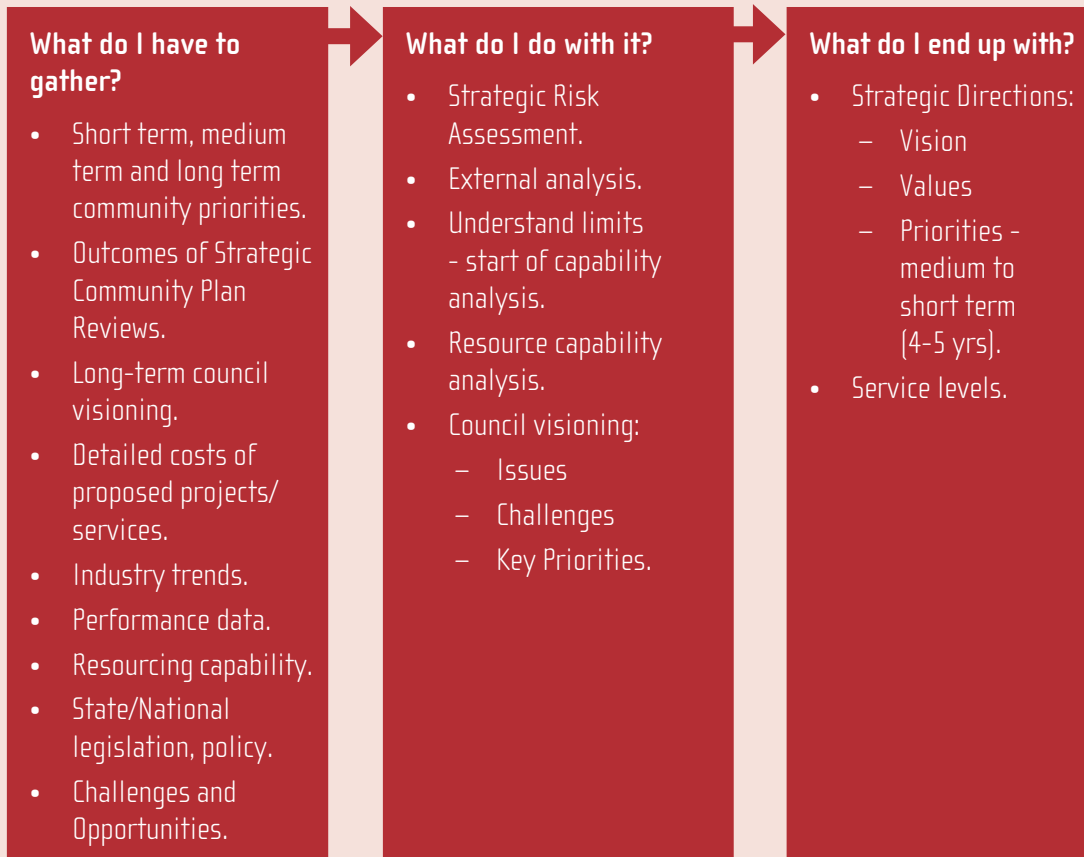 What do I have to
gather?
• Short term, medium
term and long term
community priorities.
• Outcomes of Strategic
Community Plan
Reviews.
• Long-term council
visioning.
• Detailed costs of
proposed projects/
services.
• Industry trends.
• Performance data.
• Resourcing capability.
• State/National
legislation, policy.
• Challenges and
Opportunities.
What do I do with it?
• Strategic Risk
Assessment.
• External analysis.
• Understand limits
- start of capability
analysis.
• Resource capability
analysis.
• Council visioning:
– Issues
– Challenges
– Key Priorities.
What do I end up with?
• Strategic Directions:
– Vision
– Values
– Priorities -
medium to
short term
(4-5 yrs).
• Service levels.